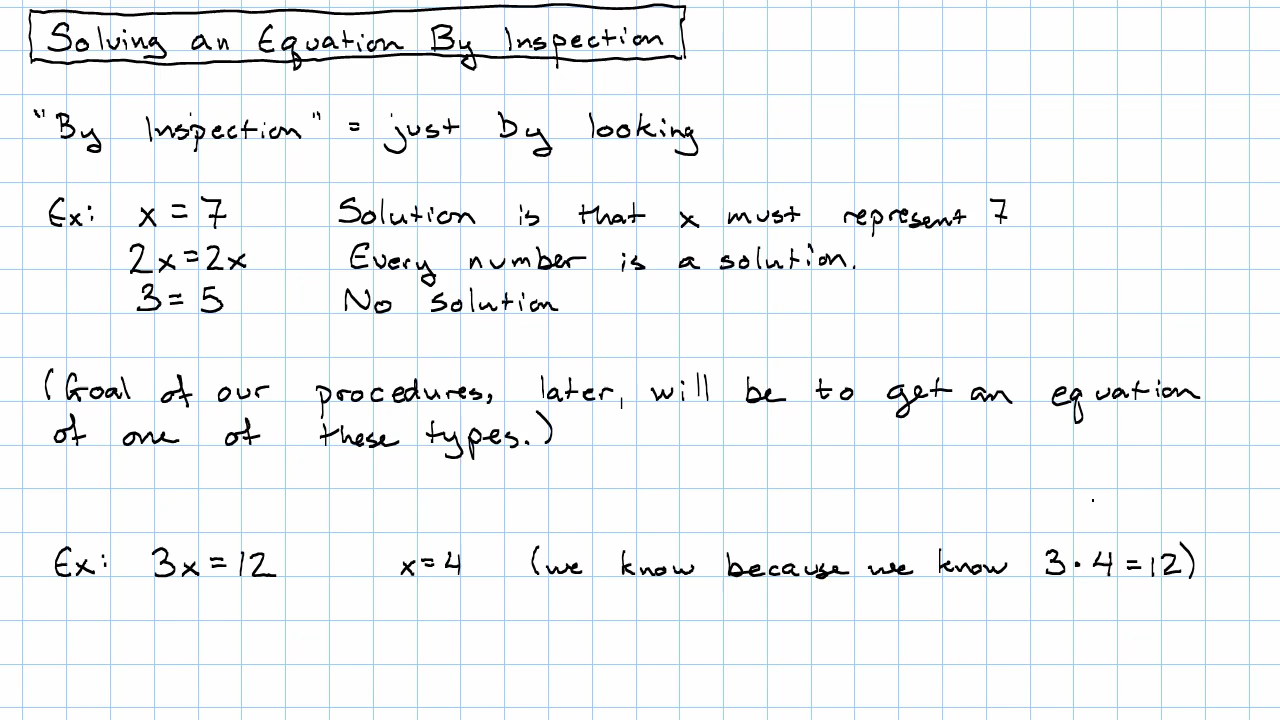 Solving an Equation By Inspection
"By Inspection" = just by looking
Ex: x = 7 Solution is that x must represent 7
2x = 2x Every number is a solution.
3 = 5 No solution
(Goal of our procedures, later, will be to get an equation
of one of these types.)
Ex: 3x = 12 x = 4 (we know because we know 3 · 4 = 12)